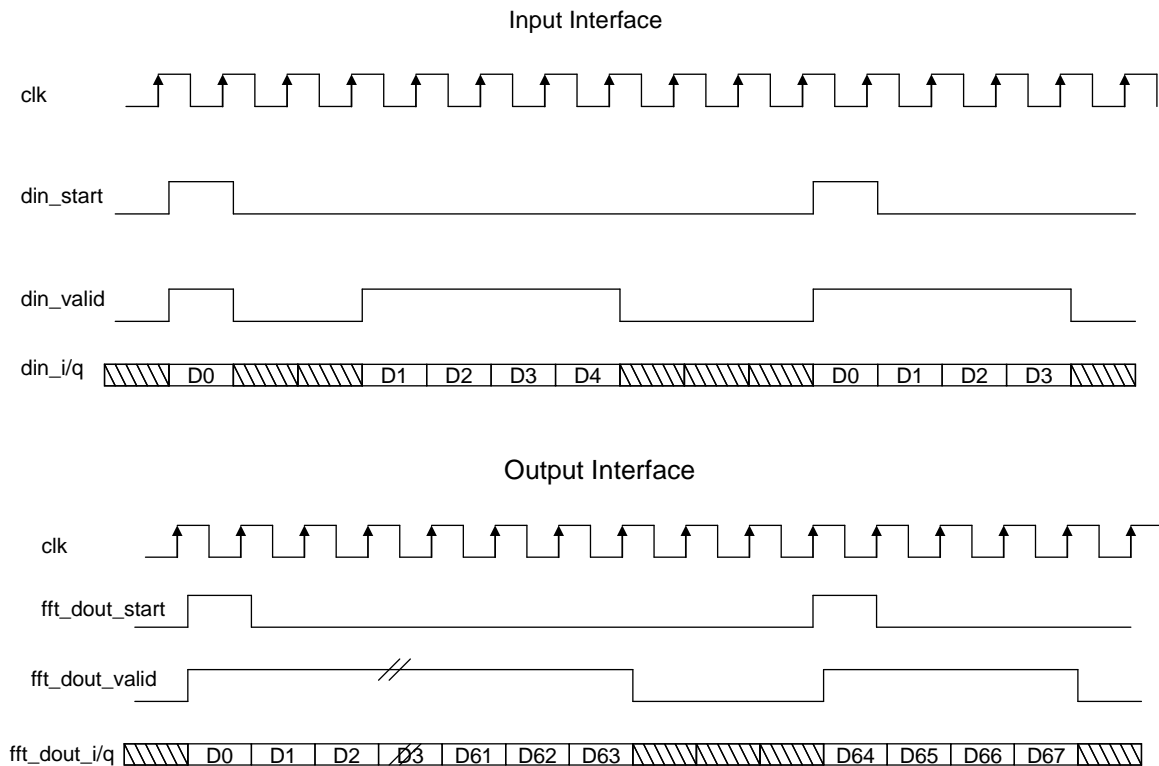 Input Interface
clk
din_start
din_valid
din_i/q D0 D1 D2 D3 D4 D0 D1 D2 D3
Output Interface
clk
fft_dout_start
fft_dout_valid
fft_dout_i/q D0 D1 D2 D3 D61 D62 D63 D64 D65 D66 D67